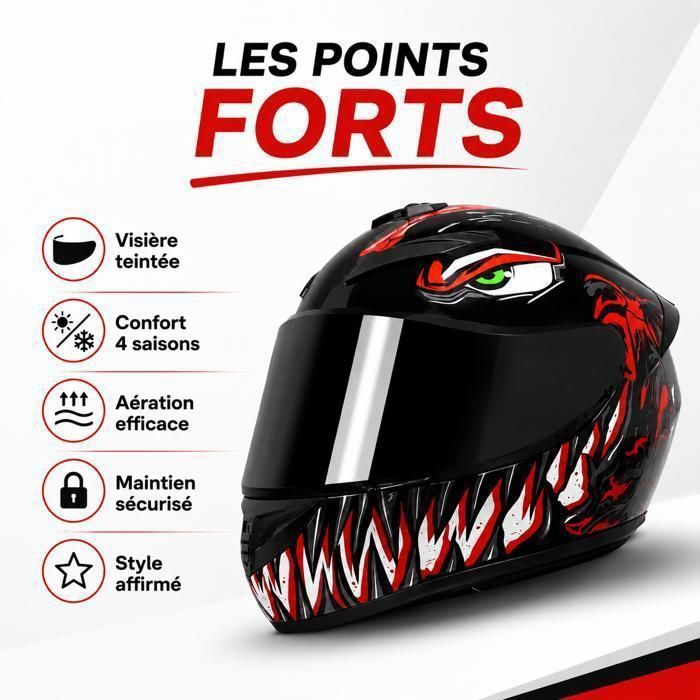 LES POINTS
FORTS
Visière
teintée
Confort
4 saisons
Aération
efficace
Maintien
sécurisé
Style
affirmé